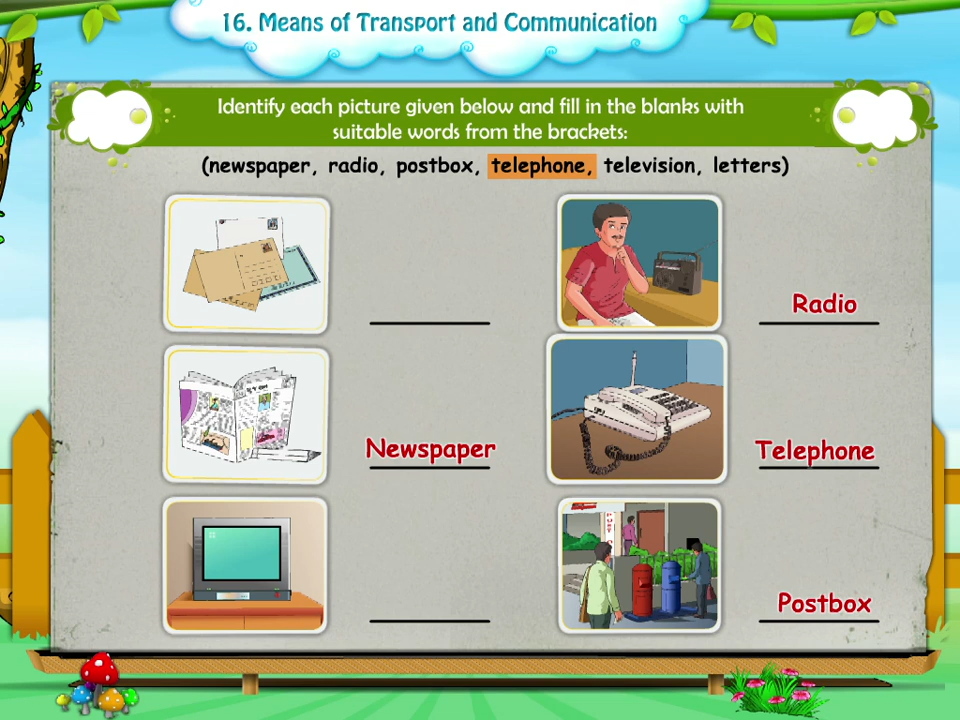 16. Means of Transport and Communication
Identify each picture given below and fill in the blanks with
suitable words from the brackets:
(newspaper, radio, postbox, telephone, television, letters)
Radio
Newspaper
Telephone
Postbox